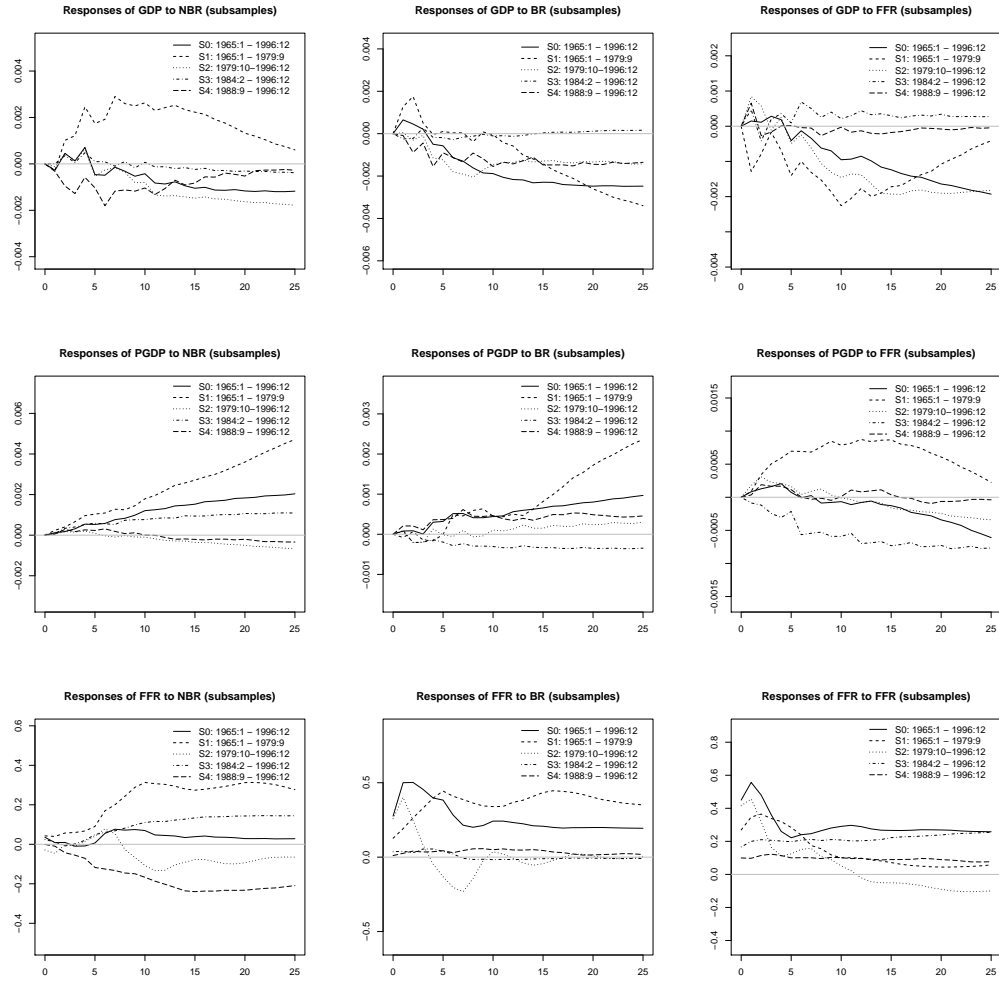 Responses of GDP to NBR (subsamples)
S0: 1965:1 − 1996:12
S1: 1965:1 − 1979:9
S2: 1979:10−1996:12
S3: 1984:2 − 1996:12
S4: 1988:9 − 1996:12
0.004
0.002
0.000
−0.002
−0.004
0 5 10 15 20 25
Responses of GDP to BR (subsamples)
S0: 1965:1 − 1996:12
S1: 1965:1 − 1979:9
S2: 1979:10−1996:12
S3: 1984:2 − 1996:12
S4: 1988:9 − 1996:12
0.004
0.002
0.000
−0.002
−0.004
−0.006
0 5 10 15 20 25
Responses of GDP to FFR (subsamples)
S0: 1965:1 − 1996:12
S1: 1965:1 − 1979:9
S2: 1979:10−1996:12
S3: 1984:2 − 1996:12
S4: 1988:9 − 1996:12
0.002
0.001
0.000
−0.002
−0.004
0 5 10 15 20 25
Responses of PGDP to NBR (subsamples)
S0: 1965:1 − 1996:12
S1: 1965:1 − 1979:9
S2: 1979:10−1996:12
S3: 1984:2 − 1996:12
S4: 1988:9 − 1996:12
0.006
0.004
0.002
0.000
−0.002
0 5 10 15 20 25
Responses of PGDP to BR (subsamples)
S0: 1965:1 − 1996:12
S1: 1965:1 − 1979:9
S2: 1979:10−1996:12
S3: 1984:2 − 1996:12
S4: 1988:9 − 1996:12
0.003
0.002
0.001
0.000
−0.001
0 5 10 15 20 25
Responses of PGDP to FFR (subsamples)
S0: 1965:1 − 1996:12
S1: 1965:1 − 1979:9
S2: 1979:10−1996:12
S3: 1984:2 − 1996:12
S4: 1988:9 − 1996:12
0.0015
0.0005
−0.0005
−0.0015
0 5 10 15 20 25
Responses of FFR to NBR (subsamples)
S0: 1965:1 − 1996:12
S1: 1965:1 − 1979:9
S2: 1979:10−1996:12
S3: 1984:2 − 1996:12
S4: 1988:9 − 1996:12
0.6
0.4
0.2
0.0
−0.2
−0.4
0 5 10 15 20 25
Responses of FFR to BR (subsamples)
S0: 1965:1 − 1996:12
S1: 1965:1 − 1979:9
S2: 1979:10−1996:12
S3: 1984:2 − 1996:12
S4: 1988:9 − 1996:12
0.5
0.0
−0.5
0 5 10 15 20 25
Responses of FFR to FFR (subsamples)
S0: 1965:1 − 1996:12
S1: 1965:1 − 1979:9
S2: 1979:10−1996:12
S3: 1984:2 − 1996:12
S4: 1988:9 − 1996:12
0.8
0.6
0.4
0.2
0.0
−0.2
−0.4
0 5 10 15 20 25